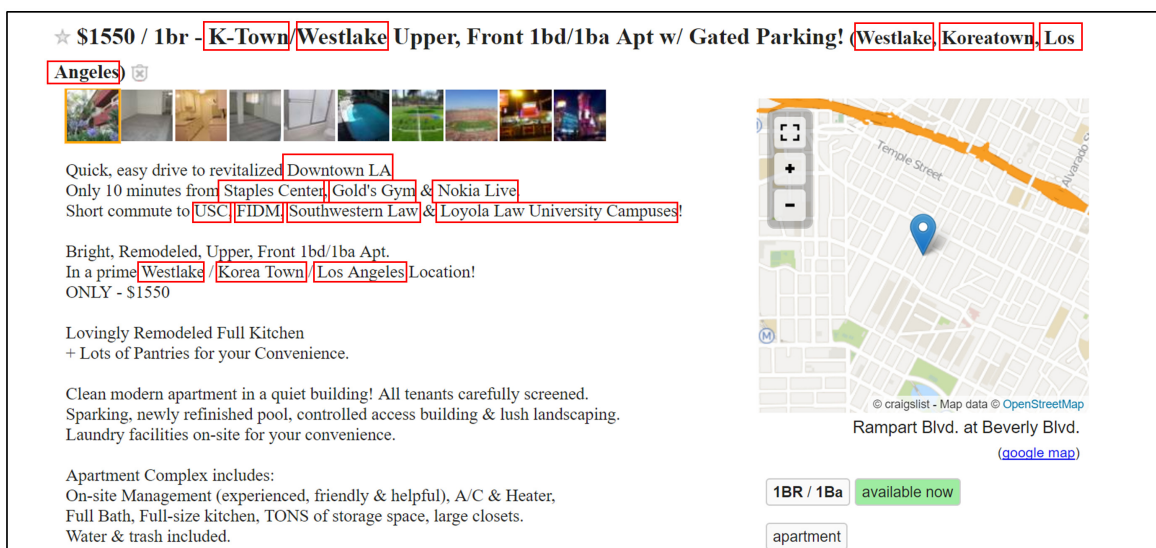 ☆ $1550 / 1br - K-Town/Westlake Upper, Front 1bd/1ba Apt w/ Gated Parking! (Westlake, Koreatown, Los
Angeles)
Quick, easy drive to revitalized Downtown LA
Only 10 minutes from Staples Center, Gold's Gym & Nokia Live.
Short commute to USC, FIDM, Southwestern Law & Loyola Law University Campuses!
Bright, Remodeled, Upper, Front 1bd/1ba Apt.
In a prime Westlake / Korea Town / Los Angeles Location!
ONLY - $1550
Lovingly Remodeled Full Kitchen
+ Lots of Pantries for your Convenience.
Clean modern apartment in a quiet building! All tenants carefully screened.
Sparking, newly refinished pool, controlled access building & lush landscaping.
Laundry facilities on-site for your convenience.
Apartment Complex includes:
On-site Management (experienced, friendly & helpful), A/C & Heater,
Full Bath, Full-size kitchen, TONS of storage space, large closets.
Water & trash included.
+
-
Temple Street
Alvarado St
M
M
© craigslist - Map data © OpenStreetMap
Rampart Blvd. at Beverly Blvd.
(google map)
1BR / 1Ba available now
apartment